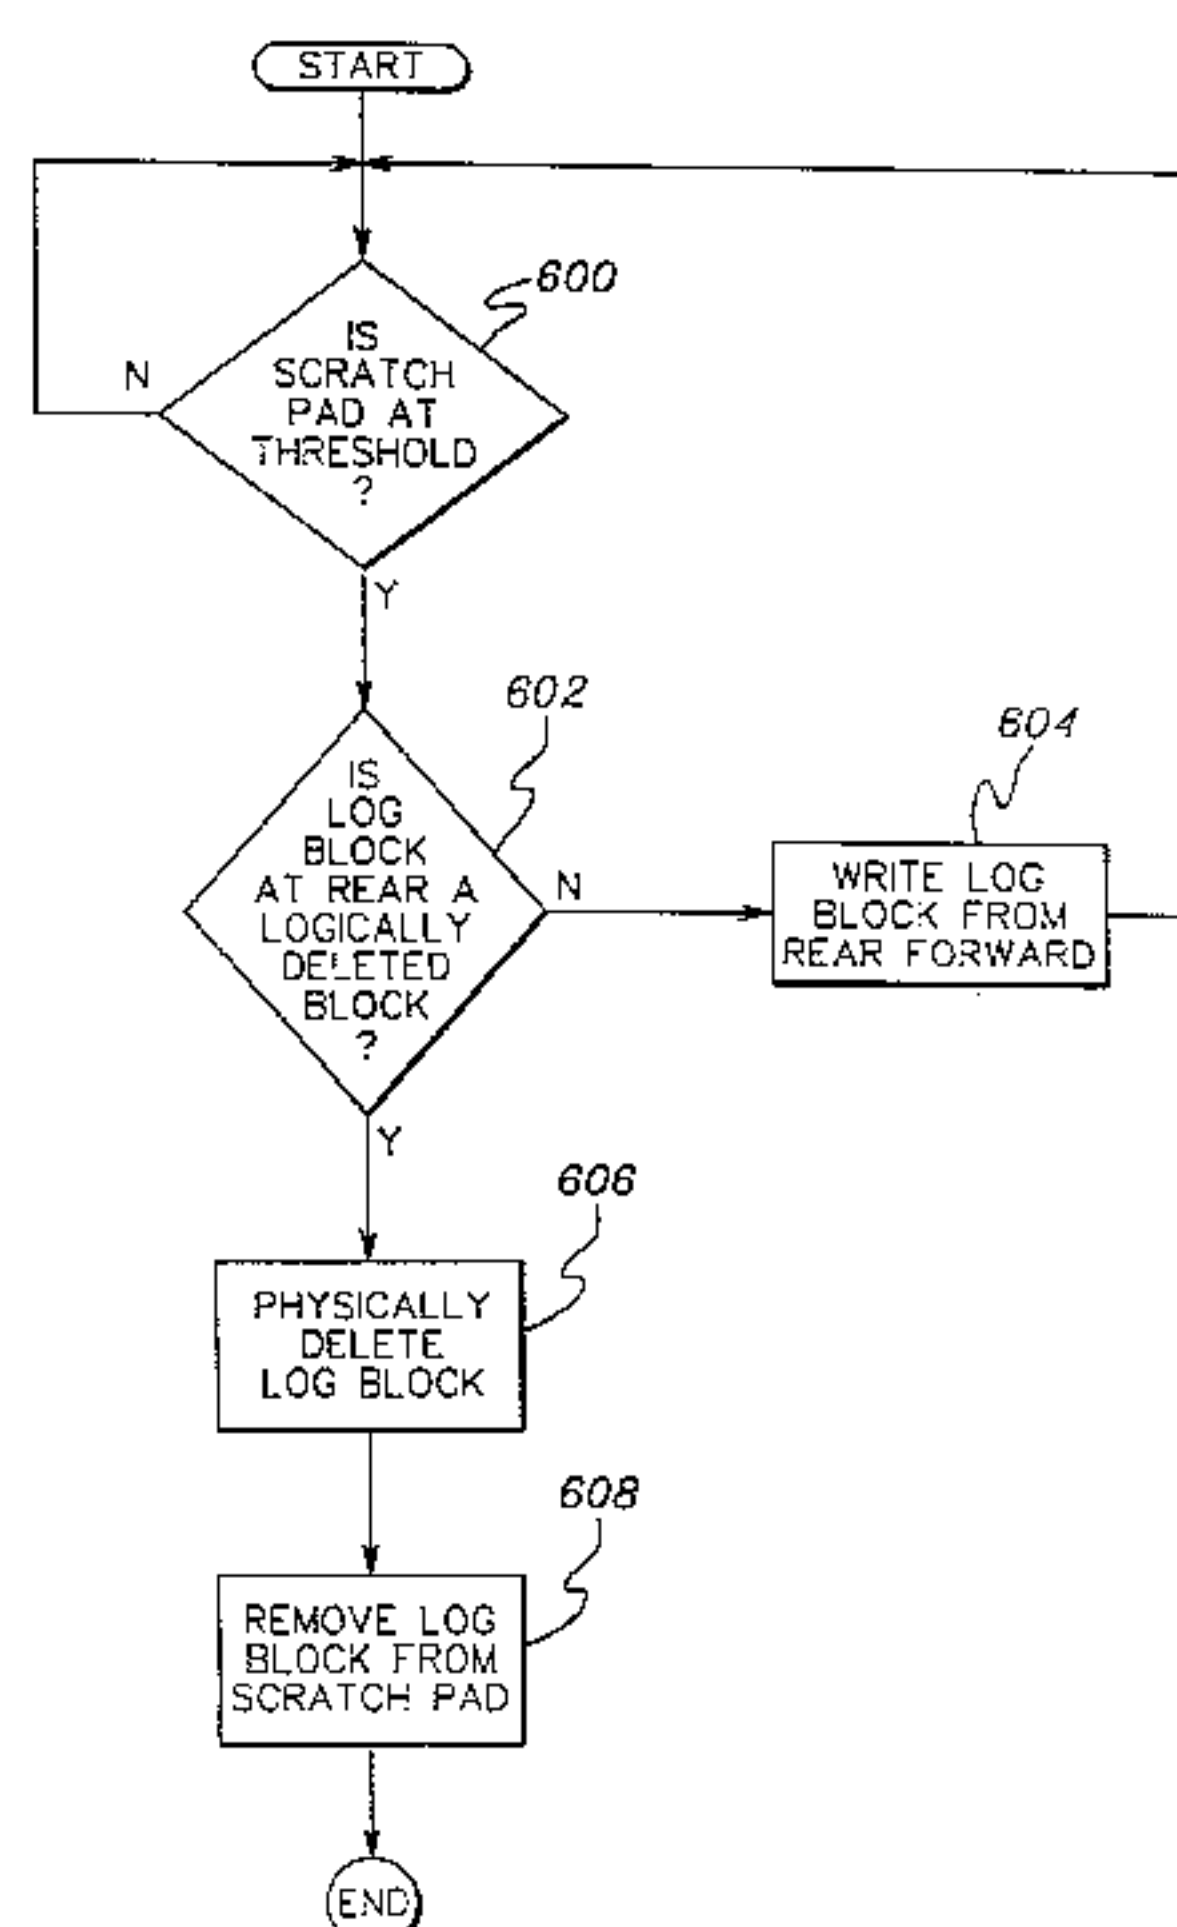 START
600
IS
SCRATCH
PAD AT
THRESHOLD
?
N
Y
602
IS
LOG
BLOCK
AT REAR A
LOGICALLY
DELETED
BLOCK
?
N
604
WRITE LOG
BLOCK FROM
REAR FORWARD
Y
606
PHYSICALLY
DELETE
LOG BLOCK
608
REMOVE LOG
BLOCK FROM
SCRATCH PAD
END